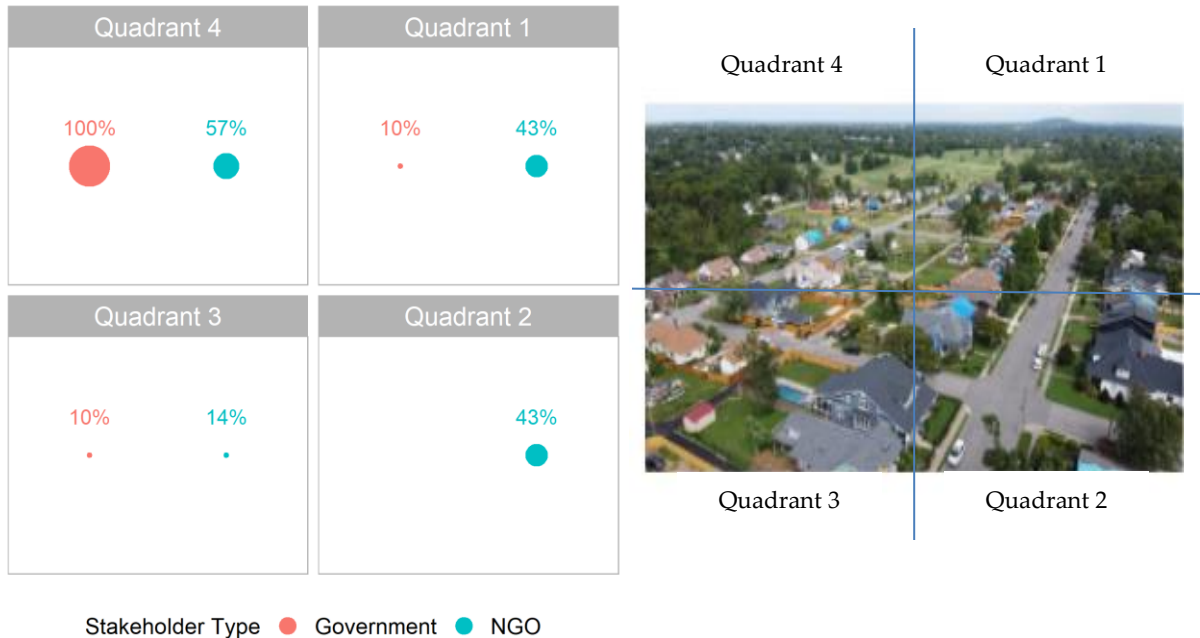 Quadrant 4
Quadrant 1
100%
57%
10%
43%
Quadrant 3
Quadrant 2
10%
14%
43%
Stakeholder Type Government NGO
Quadrant 4
Quadrant 1
Quadrant 3
Quadrant 2